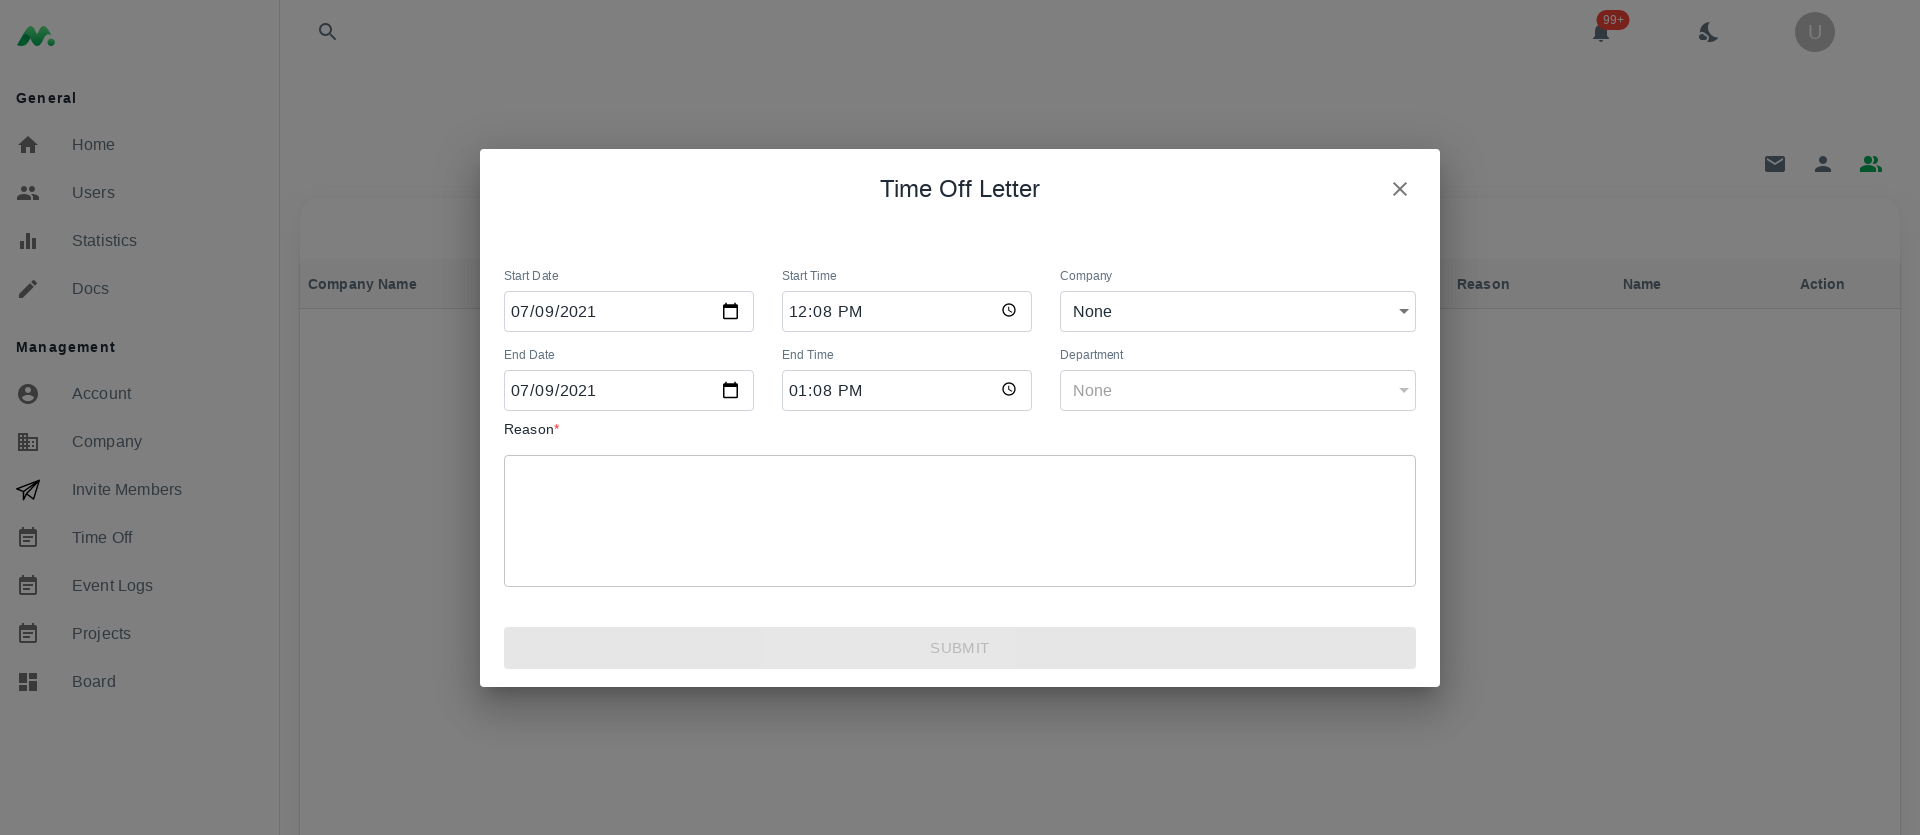 99+
U
General
Home
Users
Statistics
Docs
Management
Account
Company
Invite Members
Time Off
Event Logs
Projects
Board
Company Name
Reason
Name
Action
Time Off Letter
Start Date
Start Time
Company
07/09/2021
12:08 PM
None
End Date
End Time
Department
07/09/2021
01:08 PM
None
Reason*
SUBMIT